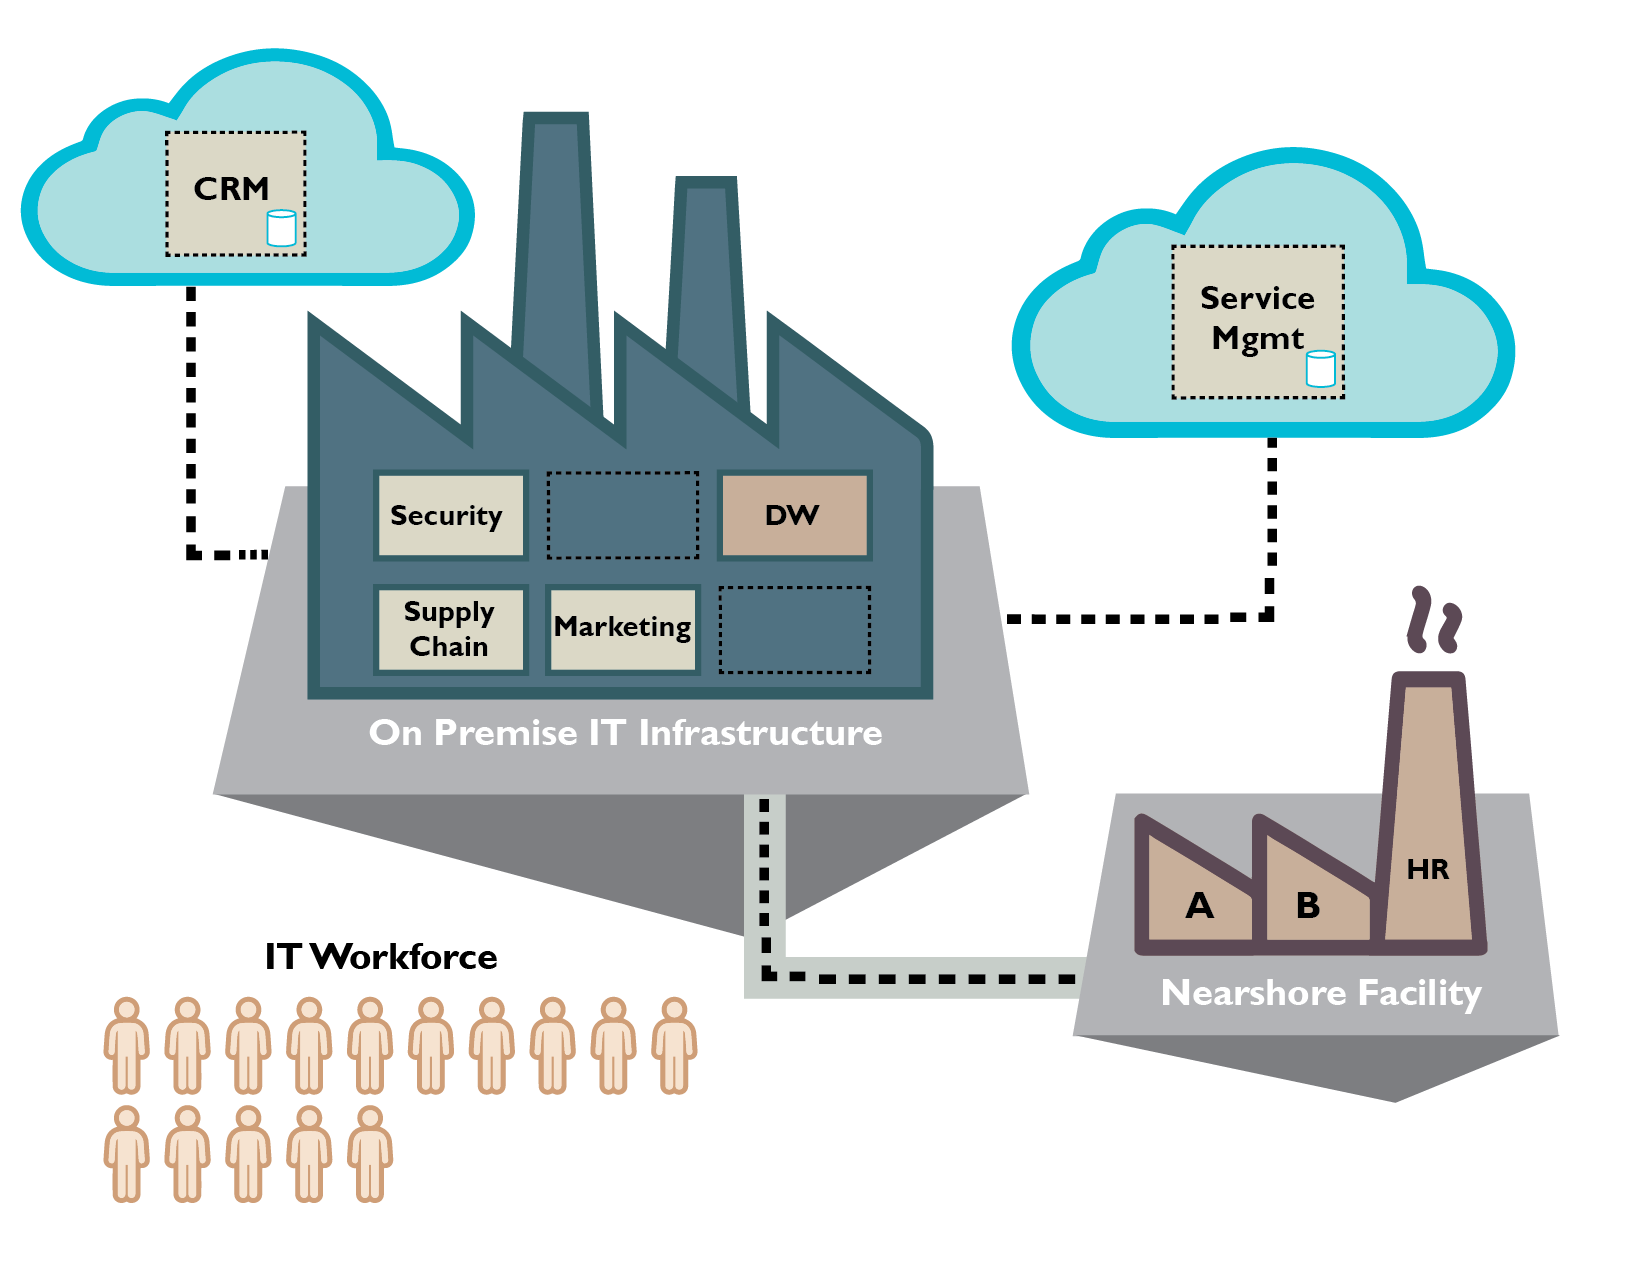 CRM
Service
Mgmt
Security
DW
Supply
Chain
Marketing
On Premise IT Infrastructure
HR
A
B
Nearshore Facility
IT Workforce